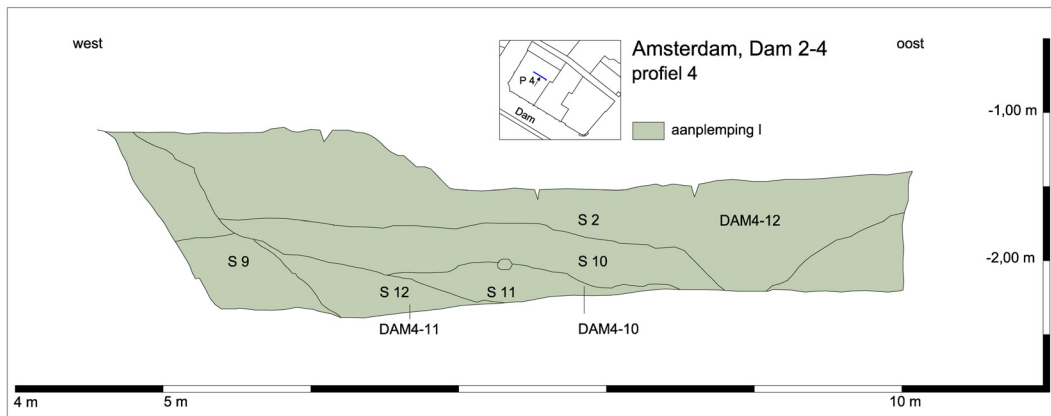 west
Amsterdam, Dam 2-4
profiel 4
oost
P 4
Dam
aanplemping I
-1,00 m
S 2
DAM4-12
S 9
S 10
-2,00 m
S 12
S 11
DAM4-11
DAM4-10
4 m
5 m
10 m